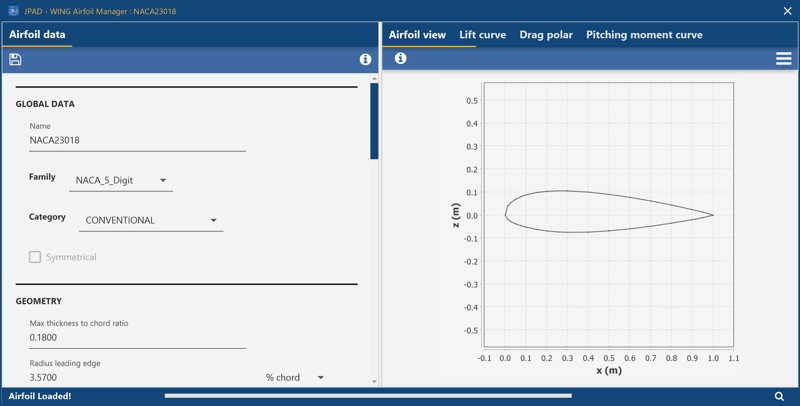 JPAD - WING Airfoil Manager : NACA23018
Airfoil data
Airfoil view Lift curve Drag polar Pitching moment curve
GLOBAL DATA
Name
NACA23018
Family NACA_5_Digit
Category CONVENTIONAL
Symmetrical
GEOMETRY
Max thickness to chord ratio
0.1800
Radius leading edge
3.5700 % chord
z (m)
0.5
0.4
0.3
0.2
0.1
0.0
-0.1
-0.2
-0.3
-0.4
-0.5
-0.1 0.0 0.1 0.2 0.3 0.4 0.5 0.6 0.7 0.8 0.9 1.0 1.1
x (m)
Airfoil Loaded!